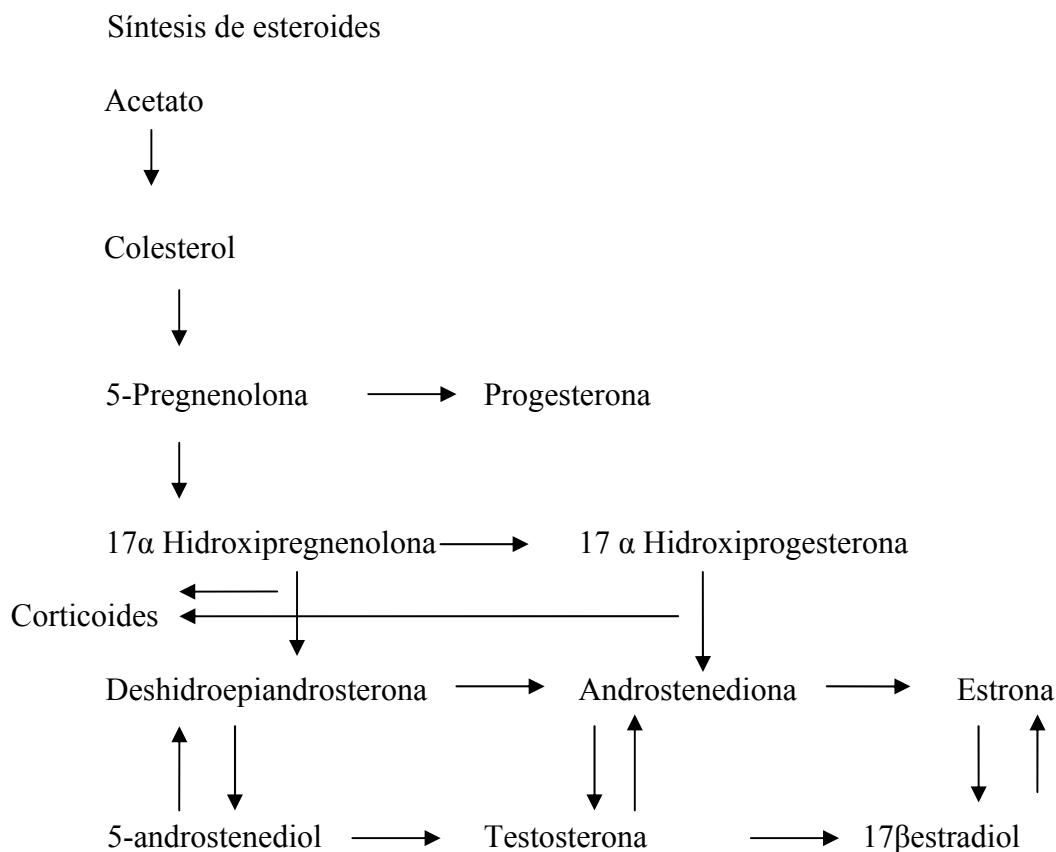 Síntesis de esteroides
Acetato
Colesterol
5-Pregnenolona Progesterona
17α Hidroxipregnenolona 17 α Hidroxiprogesterona
Corticoides
Deshidroepiandrosterona Androstenediona Estrona
5-androstenediol Testosterona 17βestradiol